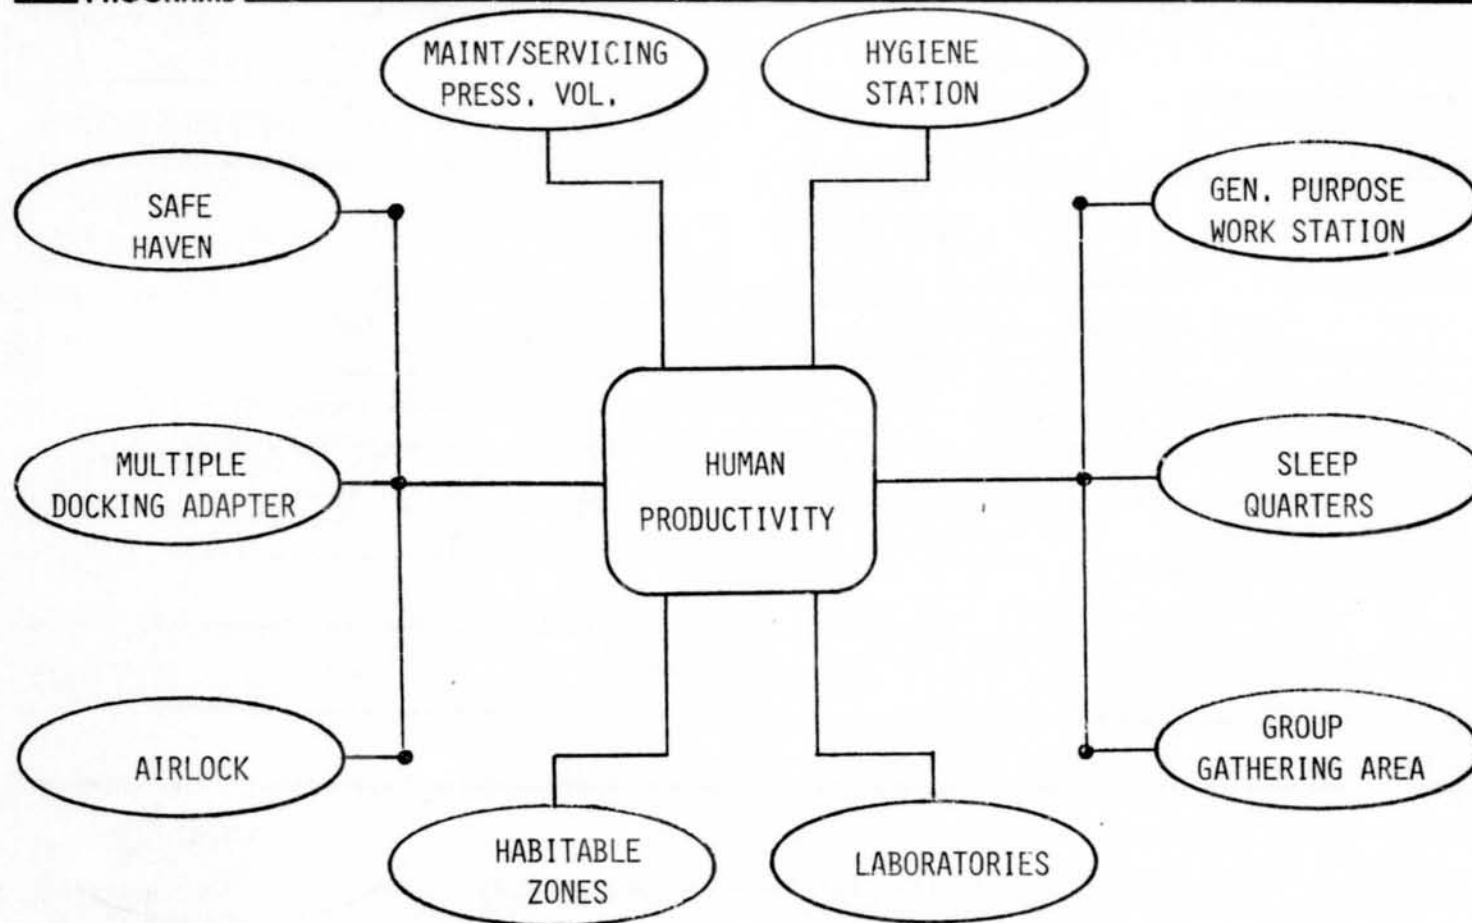 MAINT/SERVICING
PRESS. VOL.
HYGIENE
STATION
SAFE
HAVEN
GEN. PURPOSE
WORK STATION
MULTIPLE
DOCKING ADAPTER
HUMAN
PRODUCTIVITY
SLEEP
QUARTERS
AIRLOCK
GROUP
GATHERING AREA
HABITABLE
ZONES
LABORATORIES